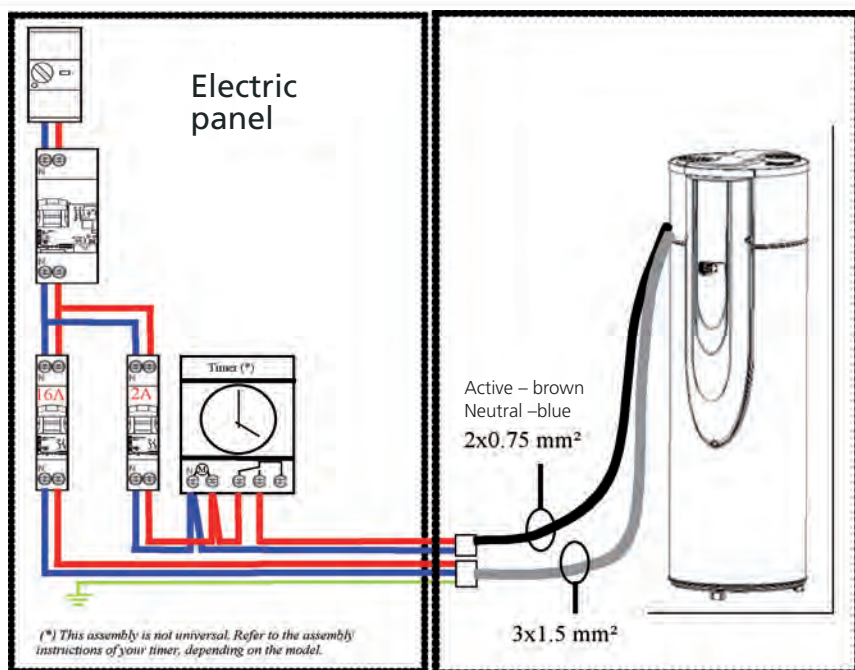 Electric
panel
N
N
N
N
16A
2A
N
N
Timer (*)
N
M
Active – brown
Neutral –blue
2x0.75 mm²
3x1.5 mm²
(*) This assembly is not universal. Refer to the assembly
instructions of your timer, depending on the model.